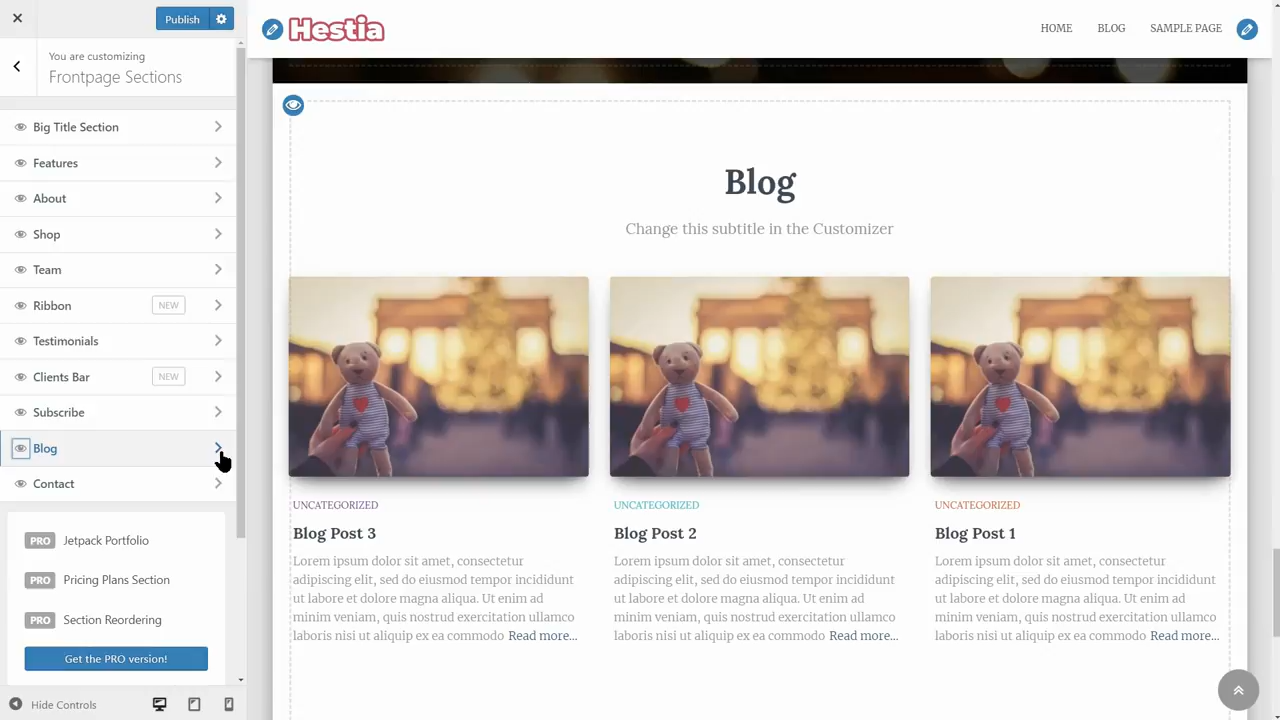 Publish
You are customizing
Frontpage Sections
Big Title Section
Features
About
Shop
Team
Ribbon NEW
Testimonials
Clients Bar NEW
Subscribe
Blog
Contact
PRO Jetpack Portfolio
PRO Pricing Plans Section
PRO Section Reordering
Get the PRO version!
Hide Controls
Hestia
HOME BLOG SAMPLE PAGE
Blog
Change this subtitle in the Customizer
UNCATEGORIZED
Blog Post 3
Lorem ipsum dolor sit amet, consectetur
adipiscing elit, sed do eiusmod tempor incididunt
ut labore et dolore magna aliqua. Ut enim ad
minim veniam, quis nostrud exercitation ullamco
laboris nisi ut aliquip ex ea commodo Read more...
UNCATEGORIZED
Blog Post 2
Lorem ipsum dolor sit amet, consectetur
adipiscing elit, sed do eiusmod tempor incididunt
ut labore et dolore magna aliqua. Ut enim ad
minim veniam, quis nostrud exercitation ullamco
laboris nisi ut aliquip ex ea commodo Read more...
UNCATEGORIZED
Blog Post 1
Lorem ipsum dolor sit amet, consectetur
adipiscing elit, sed do eiusmod tempor incididunt
ut labore et dolore magna aliqua. Ut enim ad
minim veniam, quis nostrud exercitation ullamco
laboris nisi ut aliquip ex ea commodo Read more...